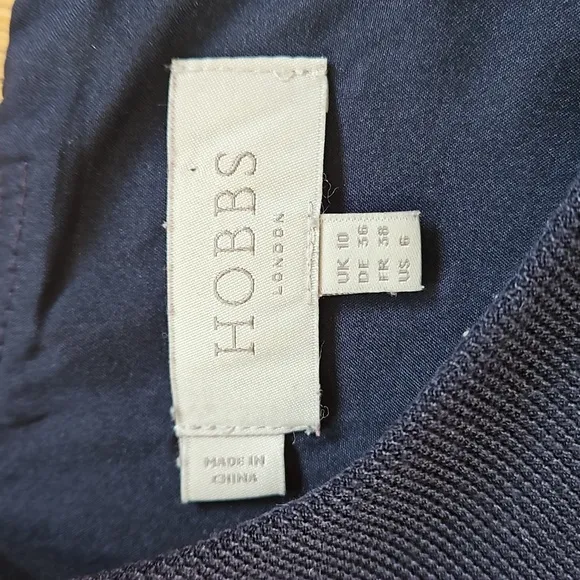 HOBBS
LONDON
UK 10
DE 36
FR 38
US 6
MADE IN
CHINA